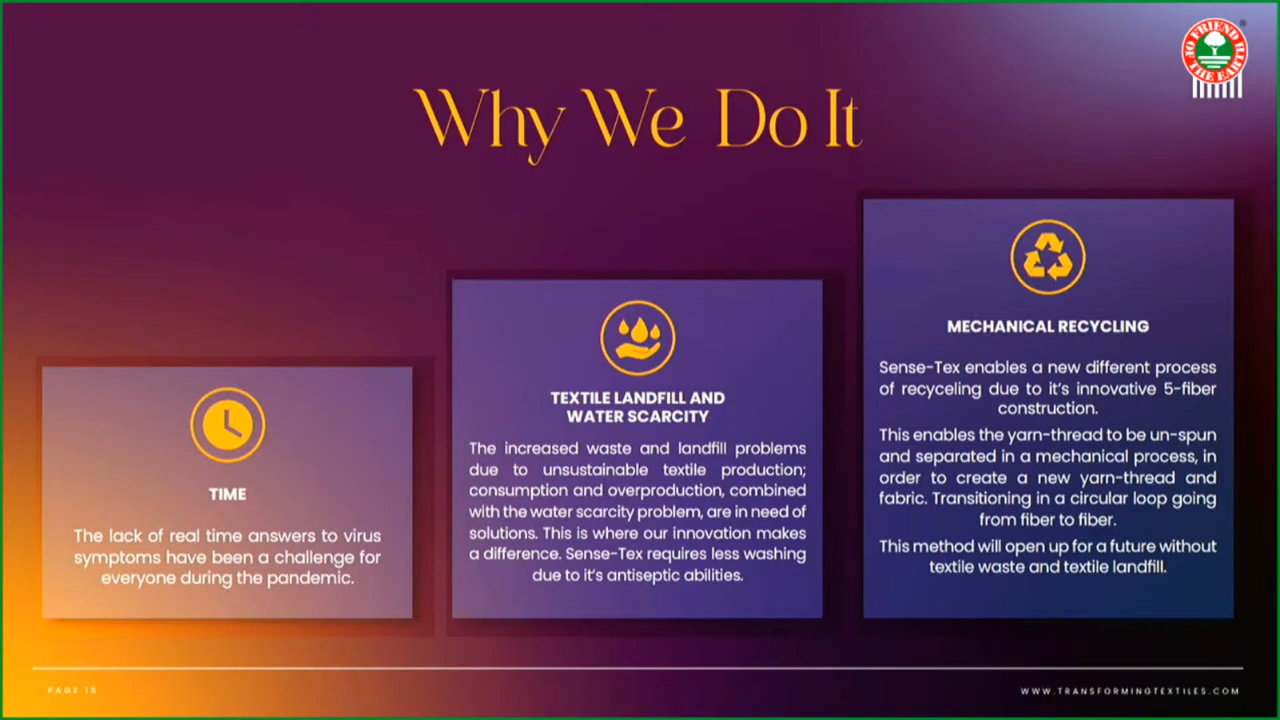 FRIEND OF THE EARTH
®
Why We Do It
TIME
The lack of real time answers to virus
symptoms have been a challenge for
everyone during the pandemic.
TEXTILE LANDFILL AND
WATER SCARCITY
The increased waste and landfill problems
due to unsustainable textile production;
consumption and overproduction, combined
with the water scarcity problem, are in need of
solutions. This is where our innovation makes
a difference. Sense-Tex requires less washing
due to it's antiseptic abilities.
MECHANICAL RECYCLING
Sense-Tex enables a new different process
of recyceling due to it's innovative 5-fiber
construction.
This enables the yarn-thread to be un-spun
and separated in a mechanical process, in
order to create a new yarn-thread and
fabric. Transitioning in a circular loop going
from fiber to fiber.
This method will open up for a future without
textile waste and textile landfill.
PAGE
WWW.TRANSFORMINGTEXTILES.COM